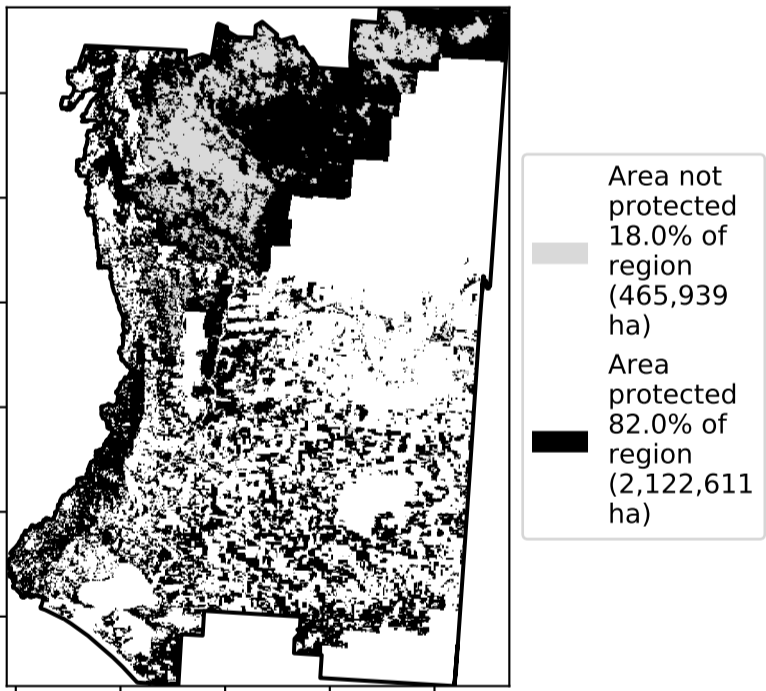 Area not
protected
18.0% of
region
(465,939
ha)
Area
protected
82.0% of
region
(2,122,611
ha)